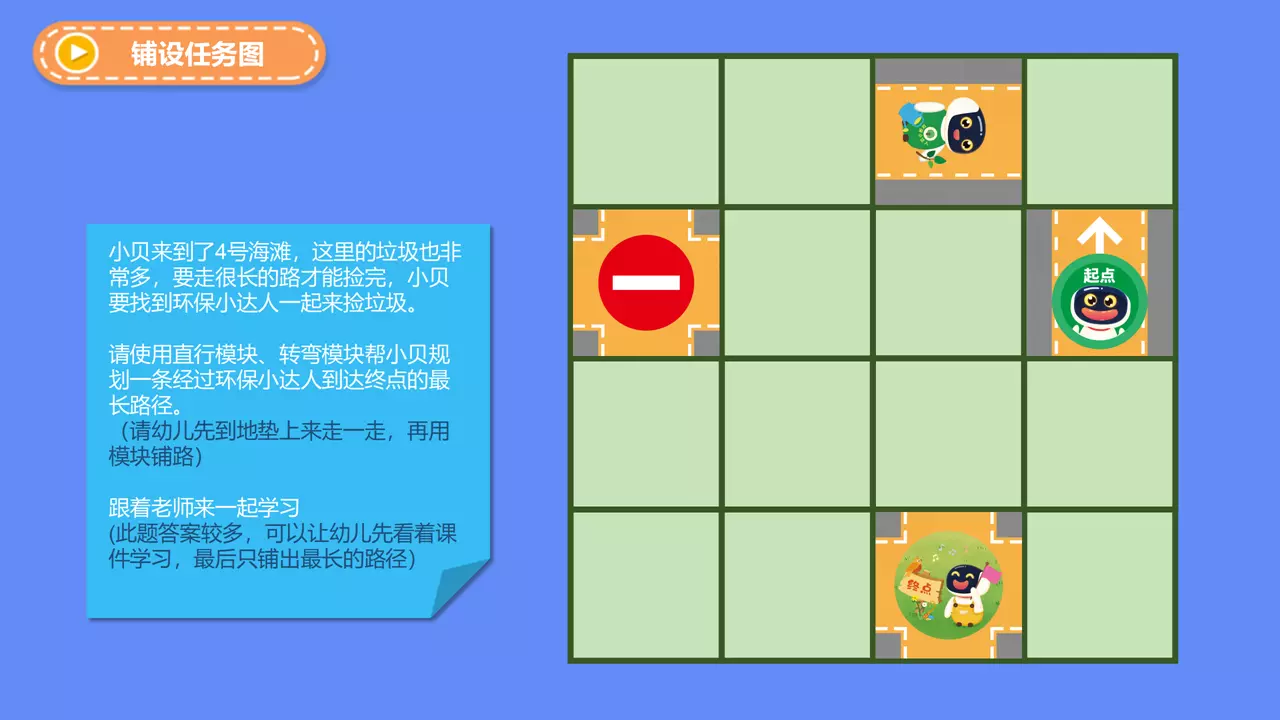 铺设任务图
小贝来到了4号海滩，这里的垃圾也非
常多，要走很长的路才能捡完，小贝
要找到环保小达人一起来捡垃圾。
请使用直行模块、转弯模块帮小贝规
划一条经过环保小达人到达终点的最
长路径。
（请幼儿先到地垫上来走一走，再用
模块铺路）
跟着老师来一起学习
(此题答案较多，可以让幼儿先看着课
件学习，最后只铺出最长的路径）
起点
终点